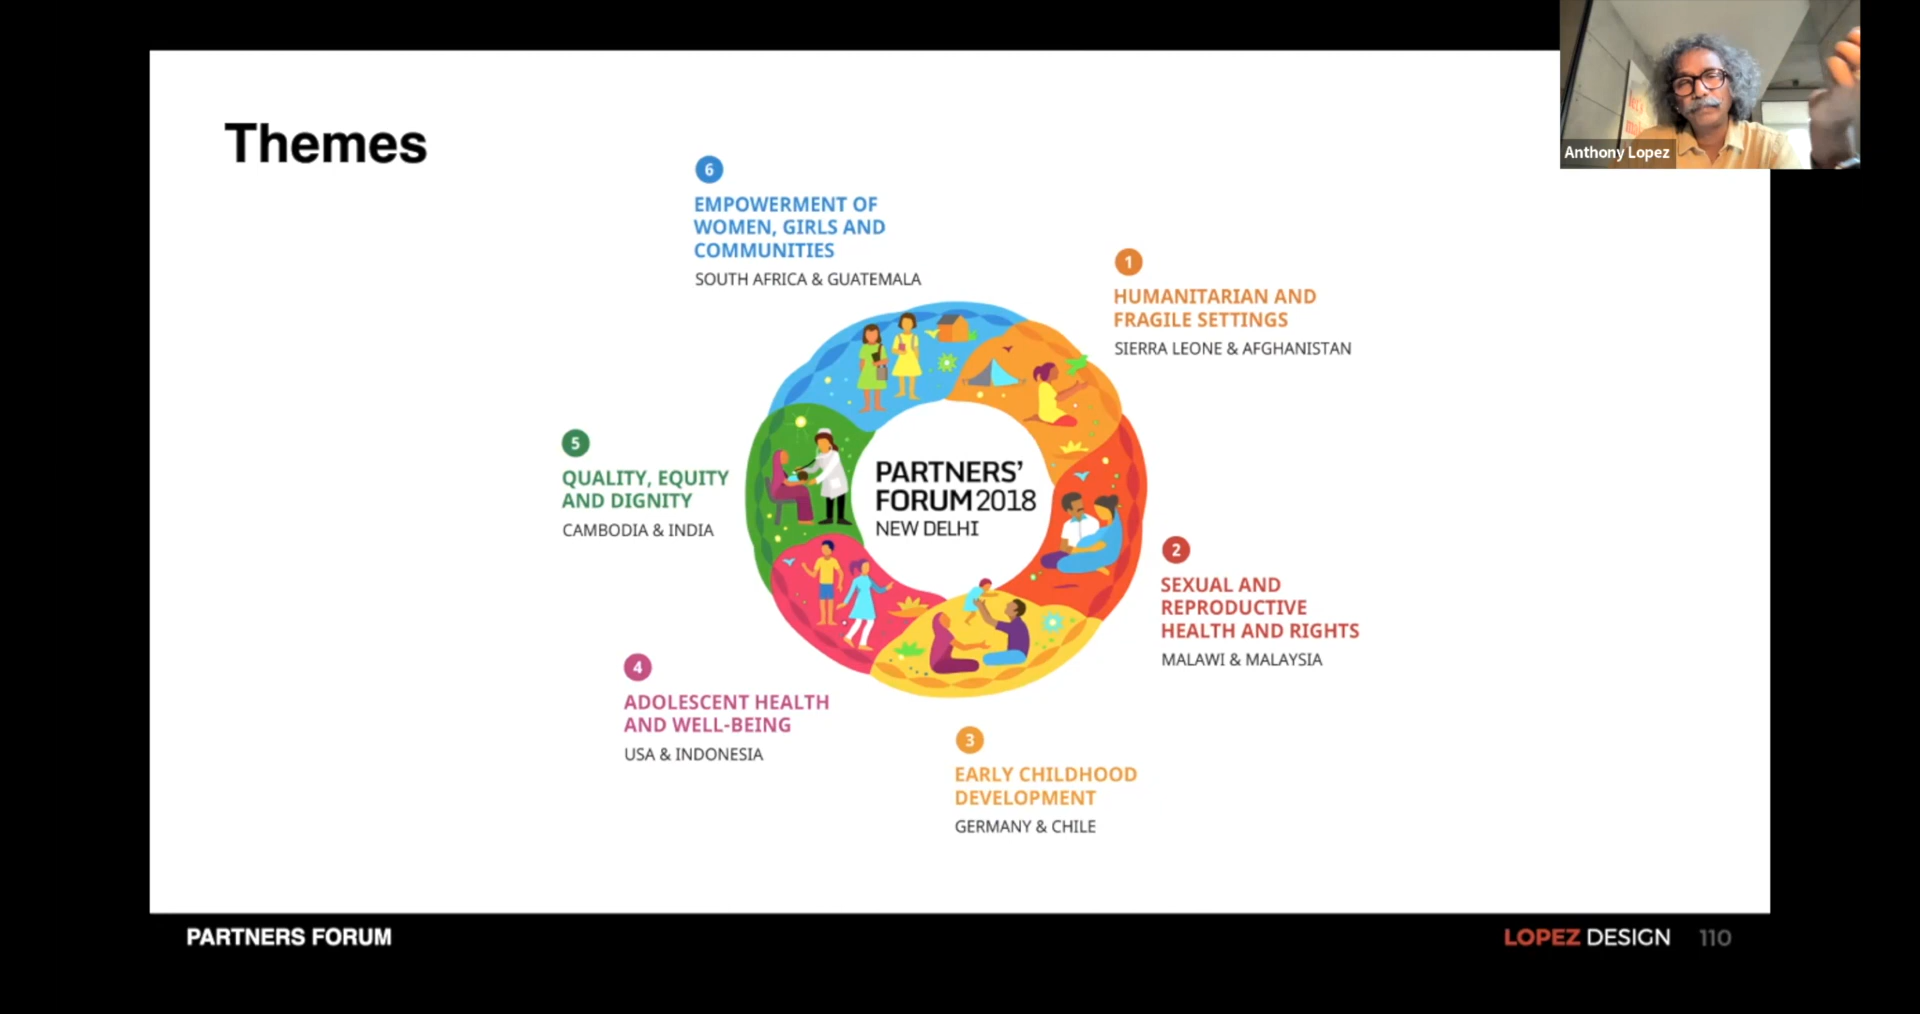 Themes
Anthony Lopez
6
EMPOWERMENT OF
WOMEN, GIRLS AND
COMMUNITIES
SOUTH AFRICA & GUATEMALA
1
HUMANITARIAN AND
FRAGILE SETTINGS
SIERRA LEONE & AFGHANISTAN
5
QUALITY, EQUITY
AND DIGNITY
CAMBODIA & INDIA
PARTNERS’
FORUM 2018
NEW DELHI
2
SEXUAL AND
REPRODUCTIVE
HEALTH AND RIGHTS
MALAWI & MALAYSIA
4
ADOLESCENT HEALTH
AND WELL-BEING
USA & INDONESIA
3
EARLY CHILDHOOD
DEVELOPMENT
GERMANY & CHILE
PARTNERS FORUM
LOPEZ DESIGN 110